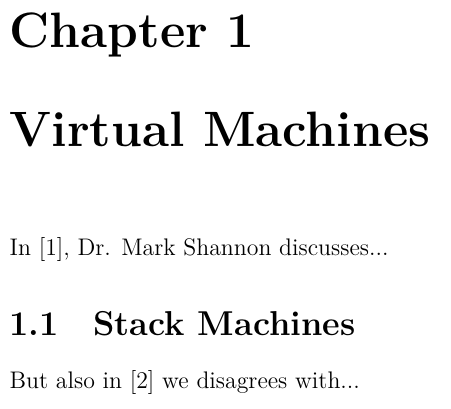 Chapter 1
Virtual Machines
In [1], Dr. Mark Shannon discusses...
1.1 Stack Machines
But also in [2] we disagrees with...